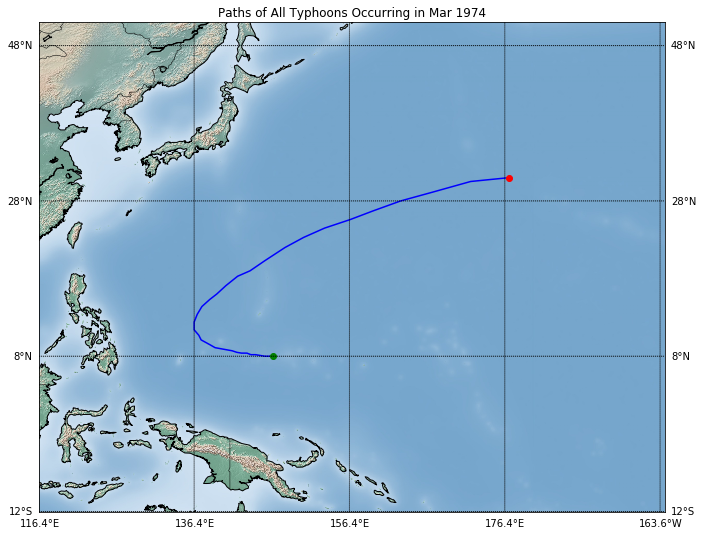 Paths of All Typhoons Occurring in Mar 1974
48°N 48°N
28°N 28°N
8°N 8°N
12°S 12°S
116.4°E 136.4°E 156.4°E 176.4°E 163.6°W